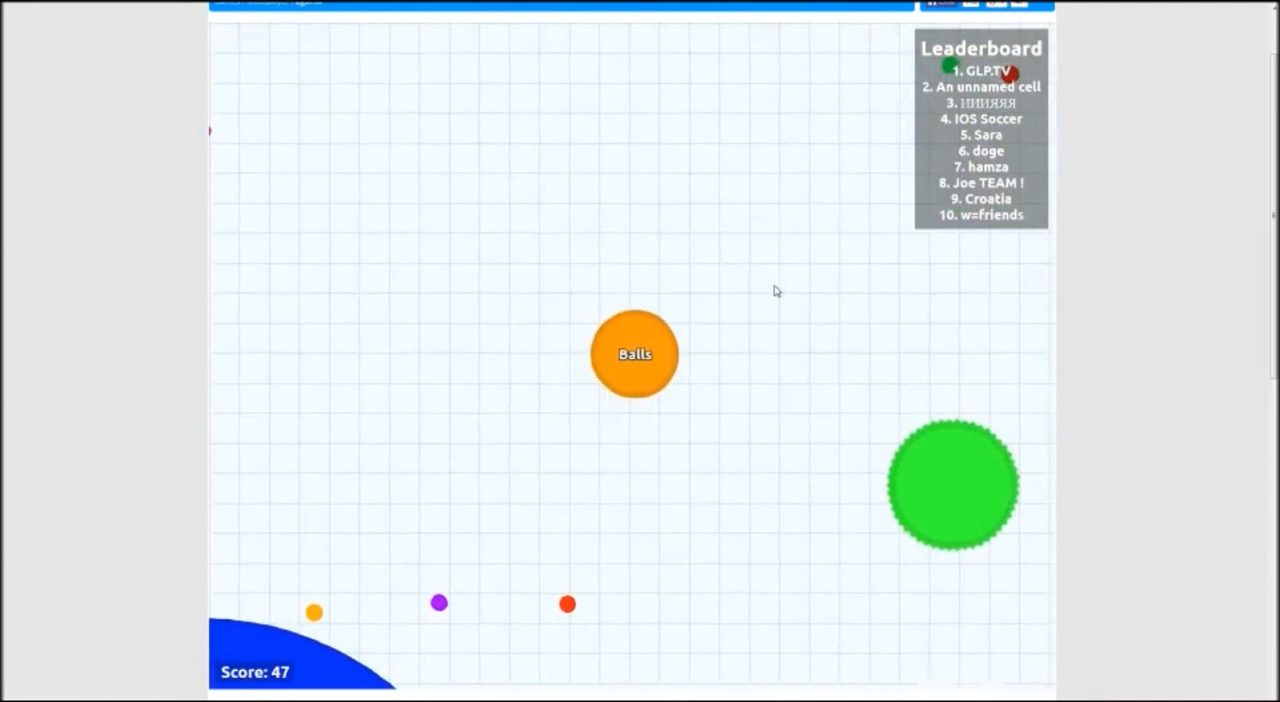 Leaderboard
1. GLP.TV
2. An unnamed cell
3. ИИИЯЯЯ
4. IOS Soccer
5. Sara
6. doge
7. hamza
8. Joe TEAM !
9. Croatia
10. w=friends
Balls
Score: 47